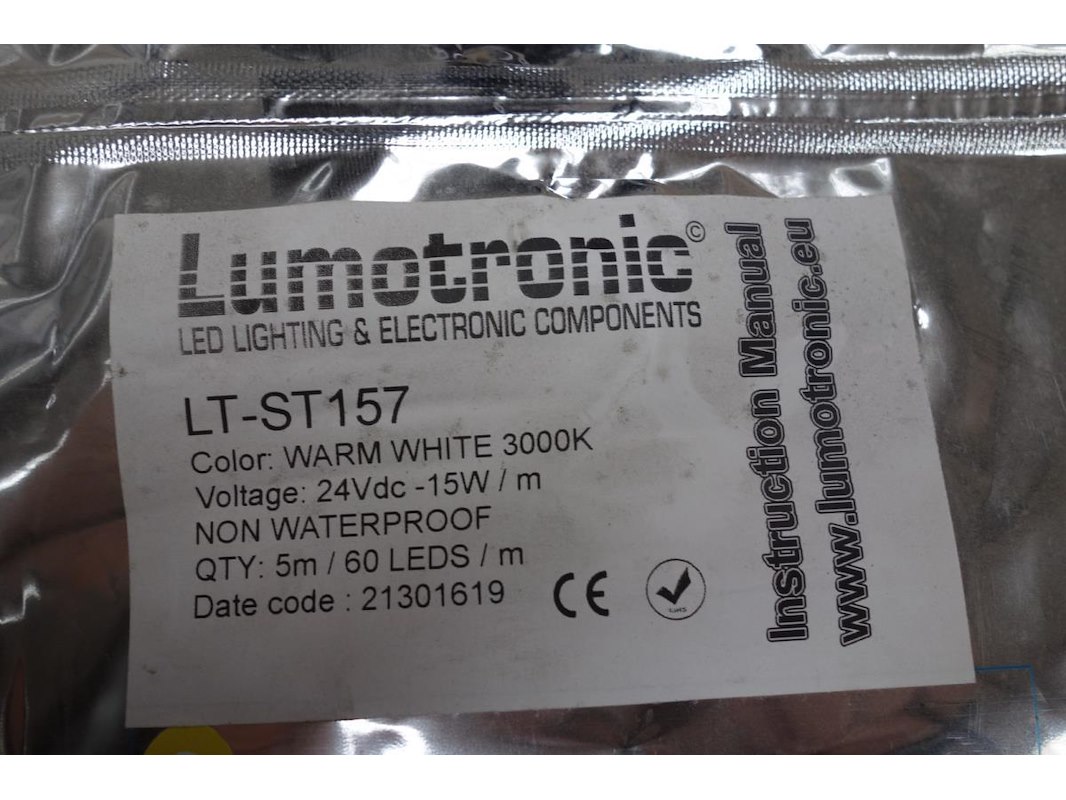 Lumotronic©
LED LIGHTING & ELECTRONIC COMPONENTS
LT-ST157
Color: WARM WHITE 3000K
Voltage: 24Vdc -15W / m
NON WATERPROOF
QTY: 5m / 60 LEDS / m
Date code : 21301619
CE
Instruction Manual
www.lumotronic.eu